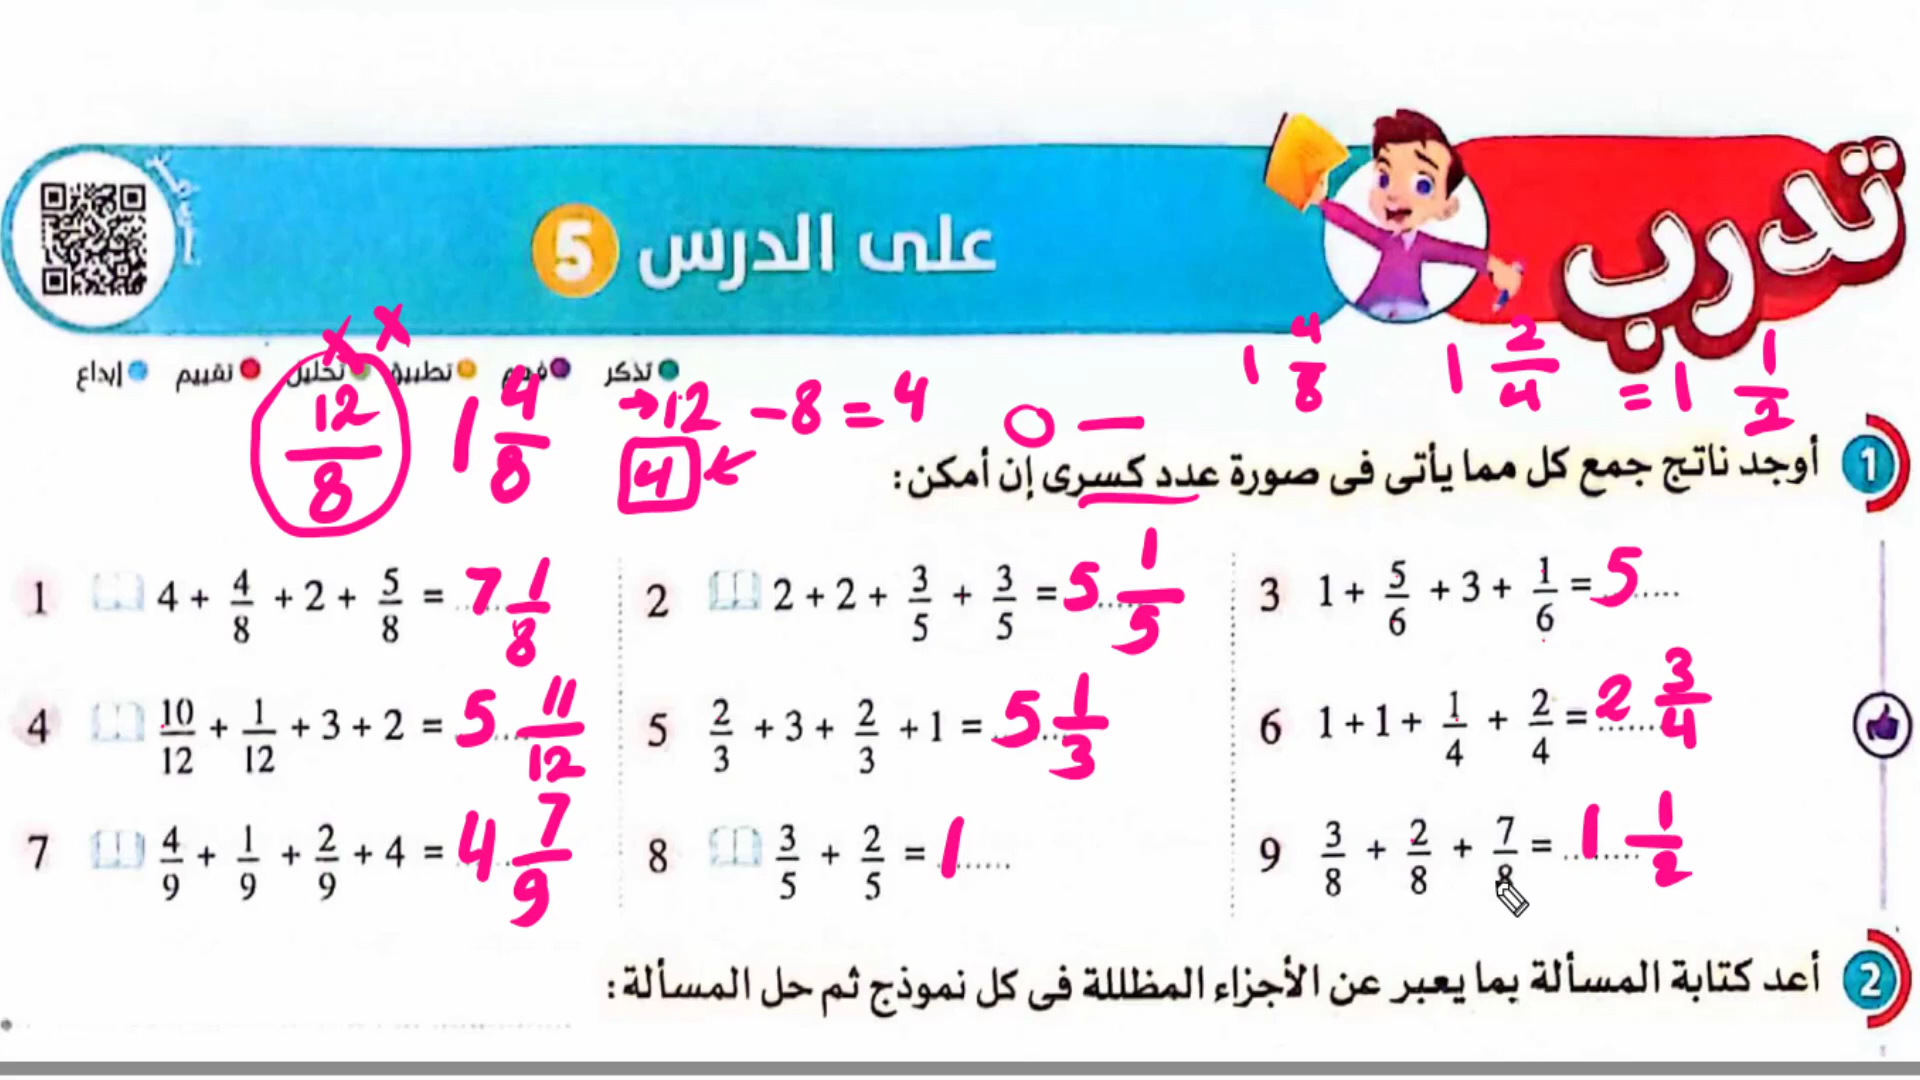 تدرب
على الدرس 5
تذكر فهم تطبيق تحليل تقييم إبداع
12/8 1 4/8 → 12 - 8 = 4 0 — 1 4/8 1 2/4 = 1 1/2
4 ←
1 أوجد ناتج جمع كل مما يأتى فى صورة عدد كسرى إن أمكن:
1 4 + 4/8 + 2 + 5/8 = 7 1/8
2 2 + 2 + 3/5 + 3/5 = 5 1/5
3 1 + 5/6 + 3 + 1/6 = 5
4 10/12 + 1/12 + 3 + 2 = 5 11/12
5 2/3 + 3 + 2/3 + 1 = 5 1/3
6 1 + 1 + 1/4 + 2/4 = 2 3/4
7 4/9 + 1/9 + 2/9 + 4 = 4 7/9
8 3/5 + 2/5 = 1
9 3/8 + 2/8 + 7/8 = 1 1/2
2 أعد كتابة المسألة بما يعبر عن الأجزاء المظللة فى كل نموذج ثم حل المسألة: